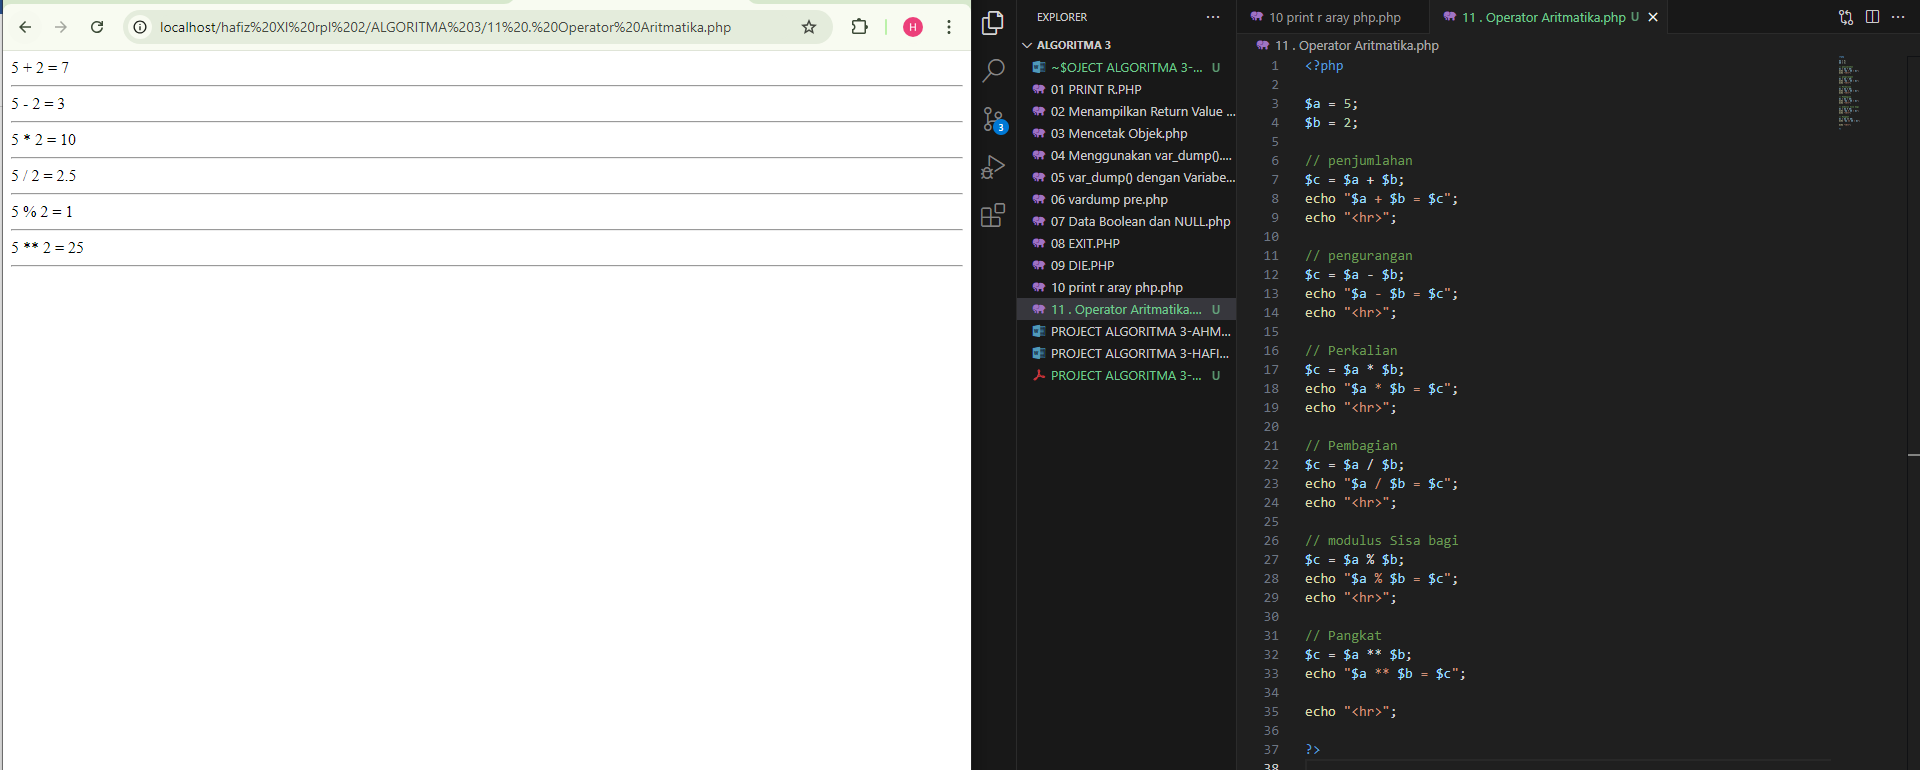 localhost/hafiz%20XI%20rpl%202/ALGORITMA%203/11%20.%20Operator%20Aritmatika.php
H
5 + 2 = 7
5 - 2 = 3
5 * 2 = 10
5 / 2 = 2.5
5 % 2 = 1
5 ** 2 = 25
3
EXPLORER
ALGORITMA 3
~$OJECT ALGORITMA 3-... U
01 PRINT R.PHP
02 Menampilkan Return Value ...
03 Mencetak Objek.php
04 Menggunakan var_dump()....
05 var_dump() dengan Variabe...
06 vardump pre.php
07 Data Boolean dan NULL.php
08 EXIT.PHP
09 DIE.PHP
10 print r aray php.php
11 . Operator Aritmatika.... U
PROJECT ALGORITMA 3-AHM...
PROJECT ALGORITMA 3-HAFI...
PROJECT ALGORITMA 3-... U
10 print r aray php.php
11 . Operator Aritmatika.php U
11 . Operator Aritmatika.php
1 <?php
2
3 $a = 5;
4 $b = 2;
5
6 // penjumlahan
7 $c = $a + $b;
8 echo "$a + $b = $c";
9 echo "<hr>";
10
11 // pengurangan
12 $c = $a - $b;
13 echo "$a - $b = $c";
14 echo "<hr>";
15
16 // Perkalian
17 $c = $a * $b;
18 echo "$a * $b = $c";
19 echo "<hr>";
20
21 // Pembagian
22 $c = $a / $b;
23 echo "$a / $b = $c";
24 echo "<hr>";
25
26 // modulus Sisa bagi
27 $c = $a % $b;
28 echo "$a % $b = $c";
29 echo "<hr>";
30
31 // Pangkat
32 $c = $a ** $b;
33 echo "$a ** $b = $c";
34
35 echo "<hr>";
36
37 ?>
38